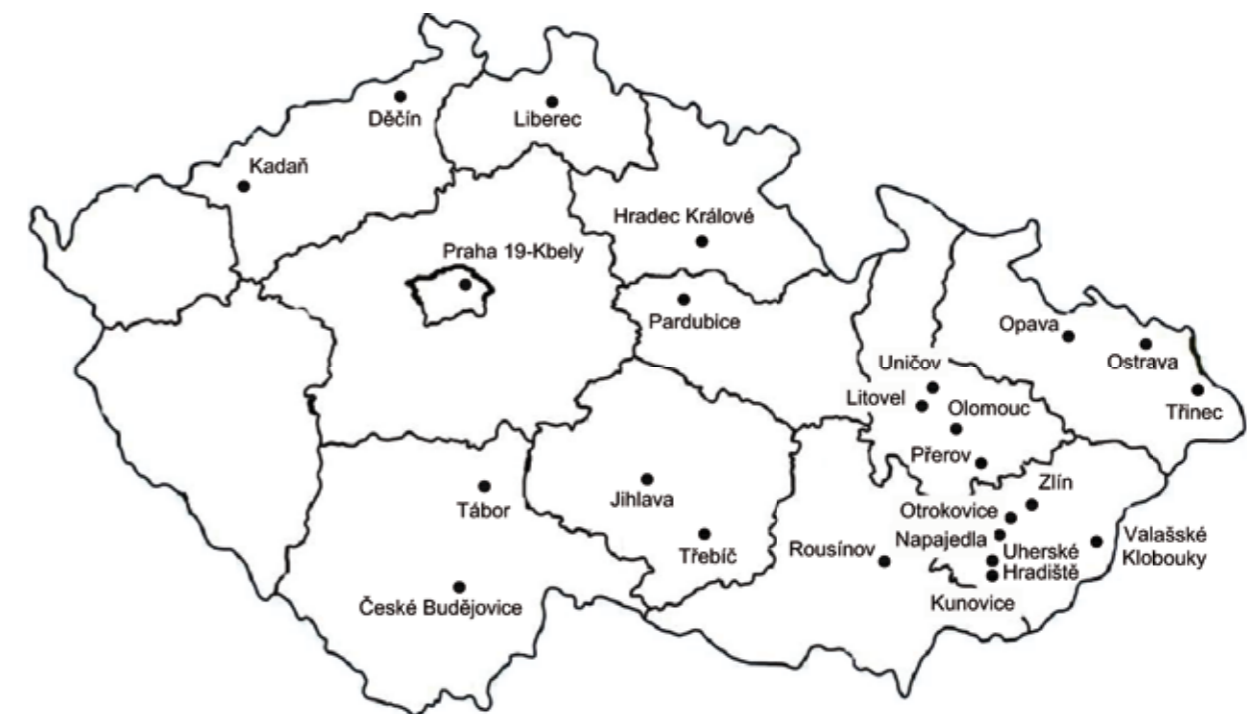 Děčín
Liberec
Kadaň
Hradec Králové
Praha 19-Kbely
Pardubice
Opava
Ostrava
Uničov
Litovel
Olomouc
Třinec
Přerov
Zlín
Tábor
Jihlava
Otrokovice
Třebíč
Rousínov
Napajedla
Uherské
Hradiště
Valašské
Klobouky
České Budějovice
Kunovice